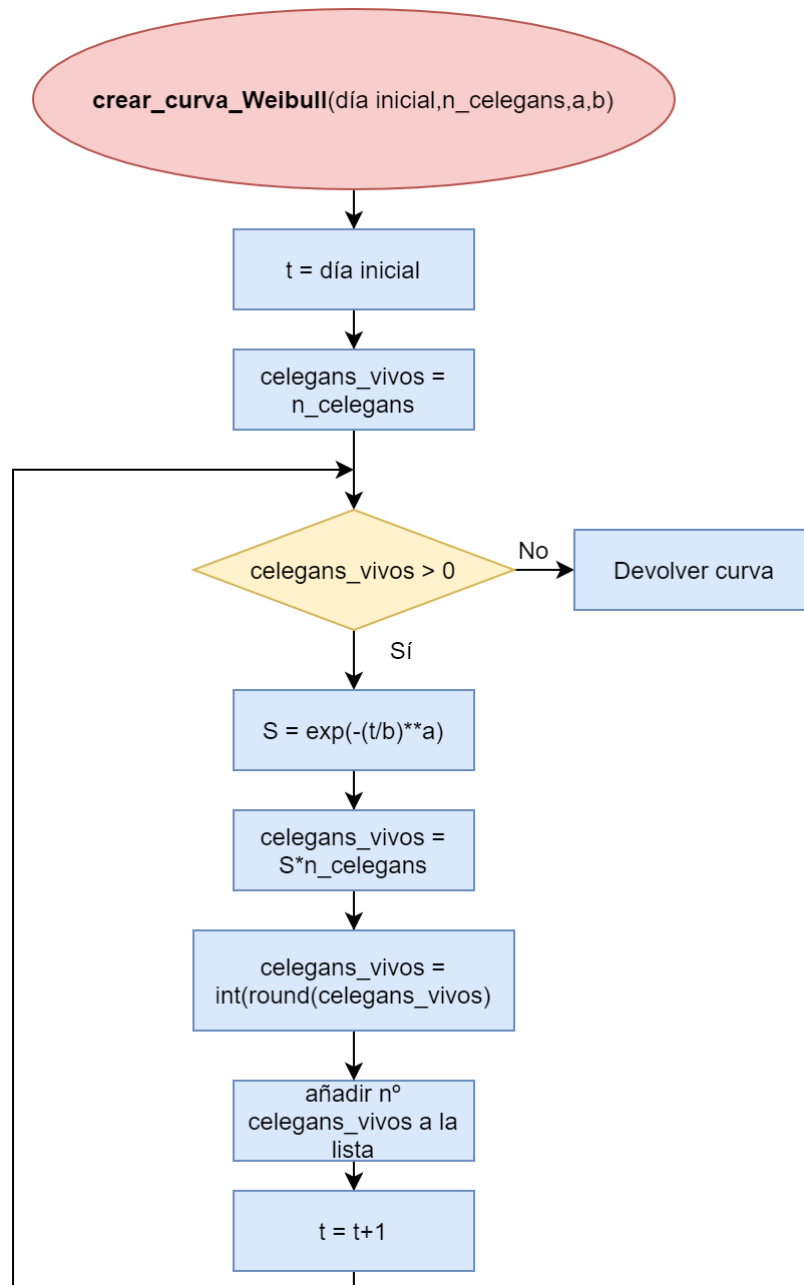 crear_curva_Weibull(día inicial,n_celegans,a,b)
t = día inicial
celegans_vivos =
n_celegans
celegans_vivos > 0
No
Devolver curva
Sí
S = exp(-(t/b)**a)
celegans_vivos =
S*n_celegans
celegans_vivos =
int(round(celegans_vivos)
añadir nº
celegans_vivos a la
lista
t = t+1